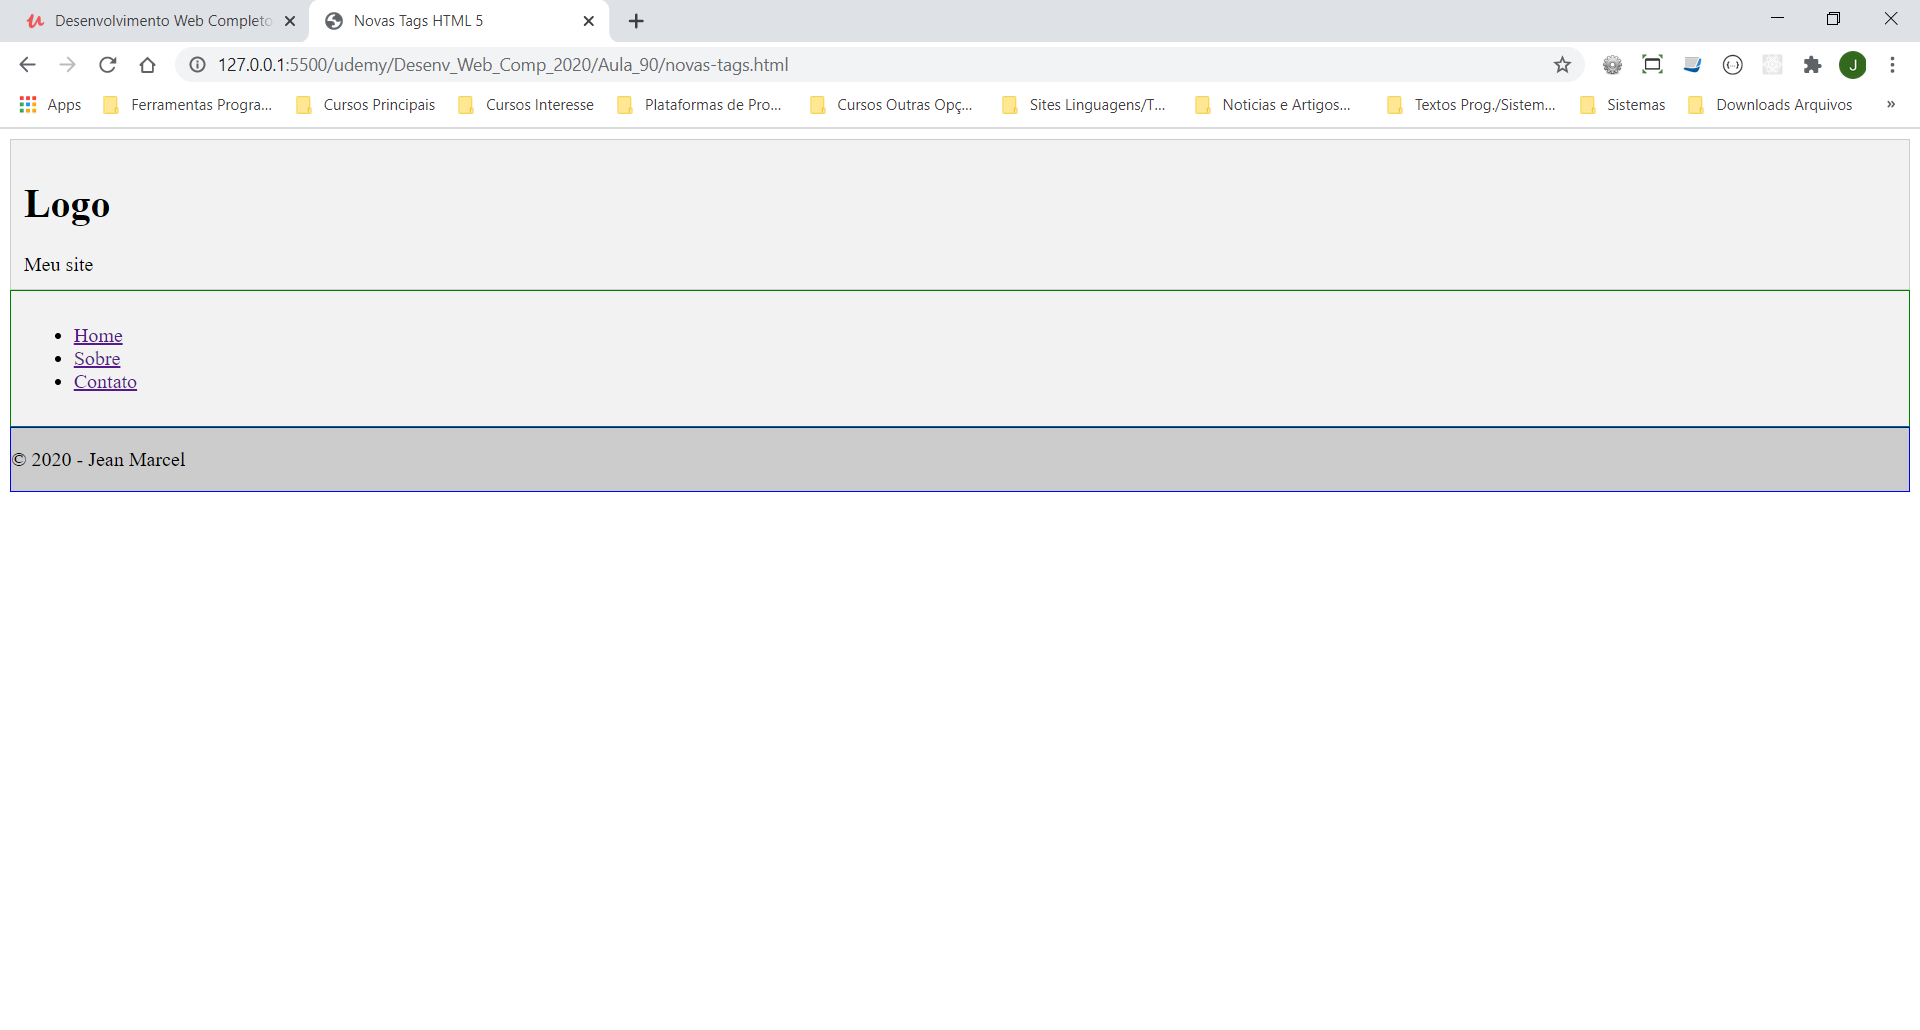 Desenvolvimento Web Completo
Novas Tags HTML 5
127.0.0.1:5500/udemy/Desenv_Web_Comp_2020/Aula_90/novas-tags.html
J
Apps Ferramentas Progra... Cursos Principais Cursos Interesse Plataformas de Pro... Cursos Outras Opç... Sites Linguagens/T... Noticias e Artigos... Textos Prog./Sistem... Sistemas Downloads Arquivos »
Logo
Meu site
• Home
• Sobre
• Contato
© 2020 - Jean Marcel